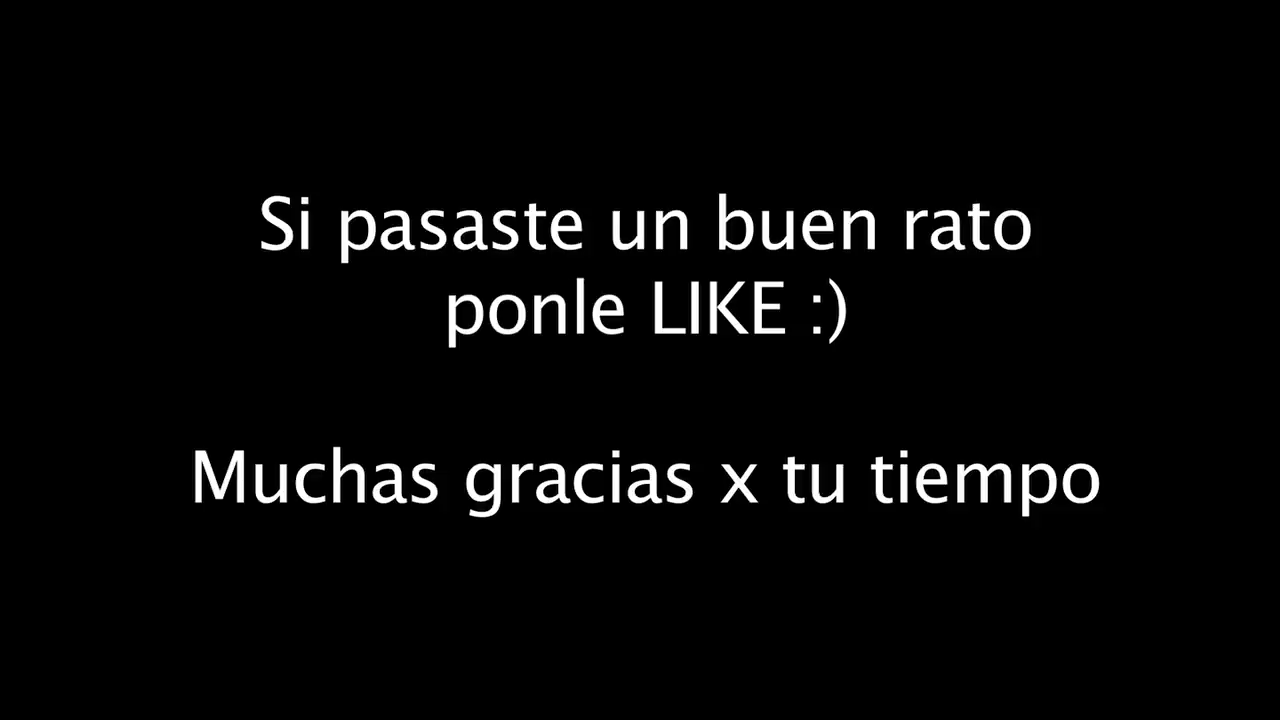 Si pasaste un buen rato
ponle LIKE :)
Muchas gracias x tu tiempo